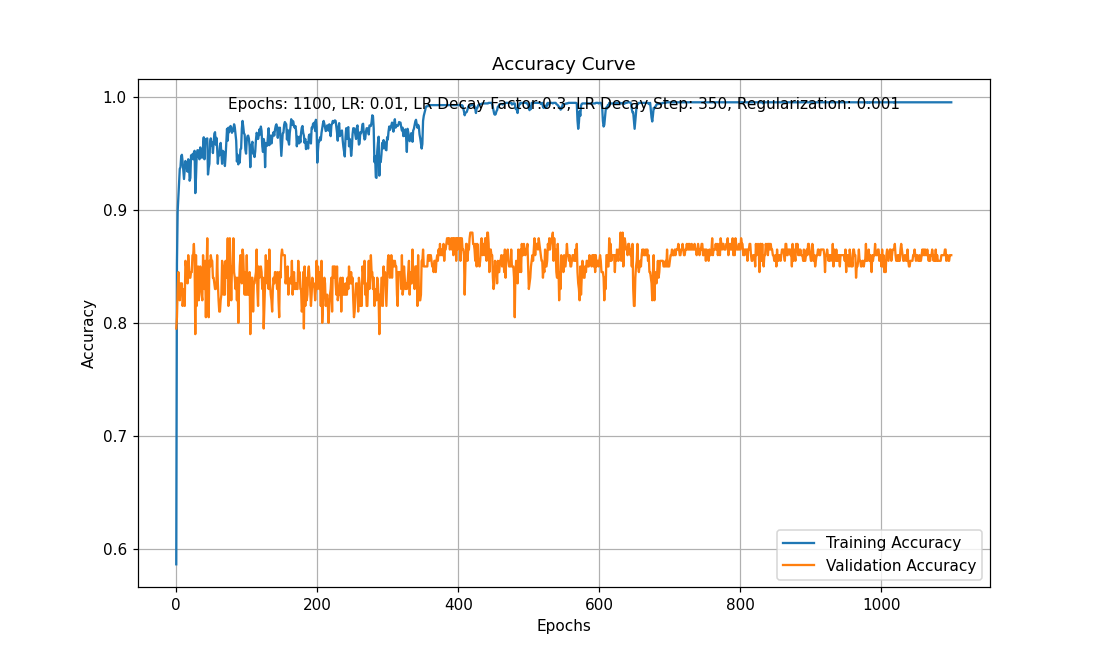 Accuracy Curve
Epochs: 1100, LR: 0.01, LR Decay Factor:0.3, LR Decay Step: 350, Regularization: 0.001
1.0
0.9
0.8
0.7
0.6
Accuracy
Training Accuracy
Validation Accuracy
0 200 400 600 800 1000
Epochs